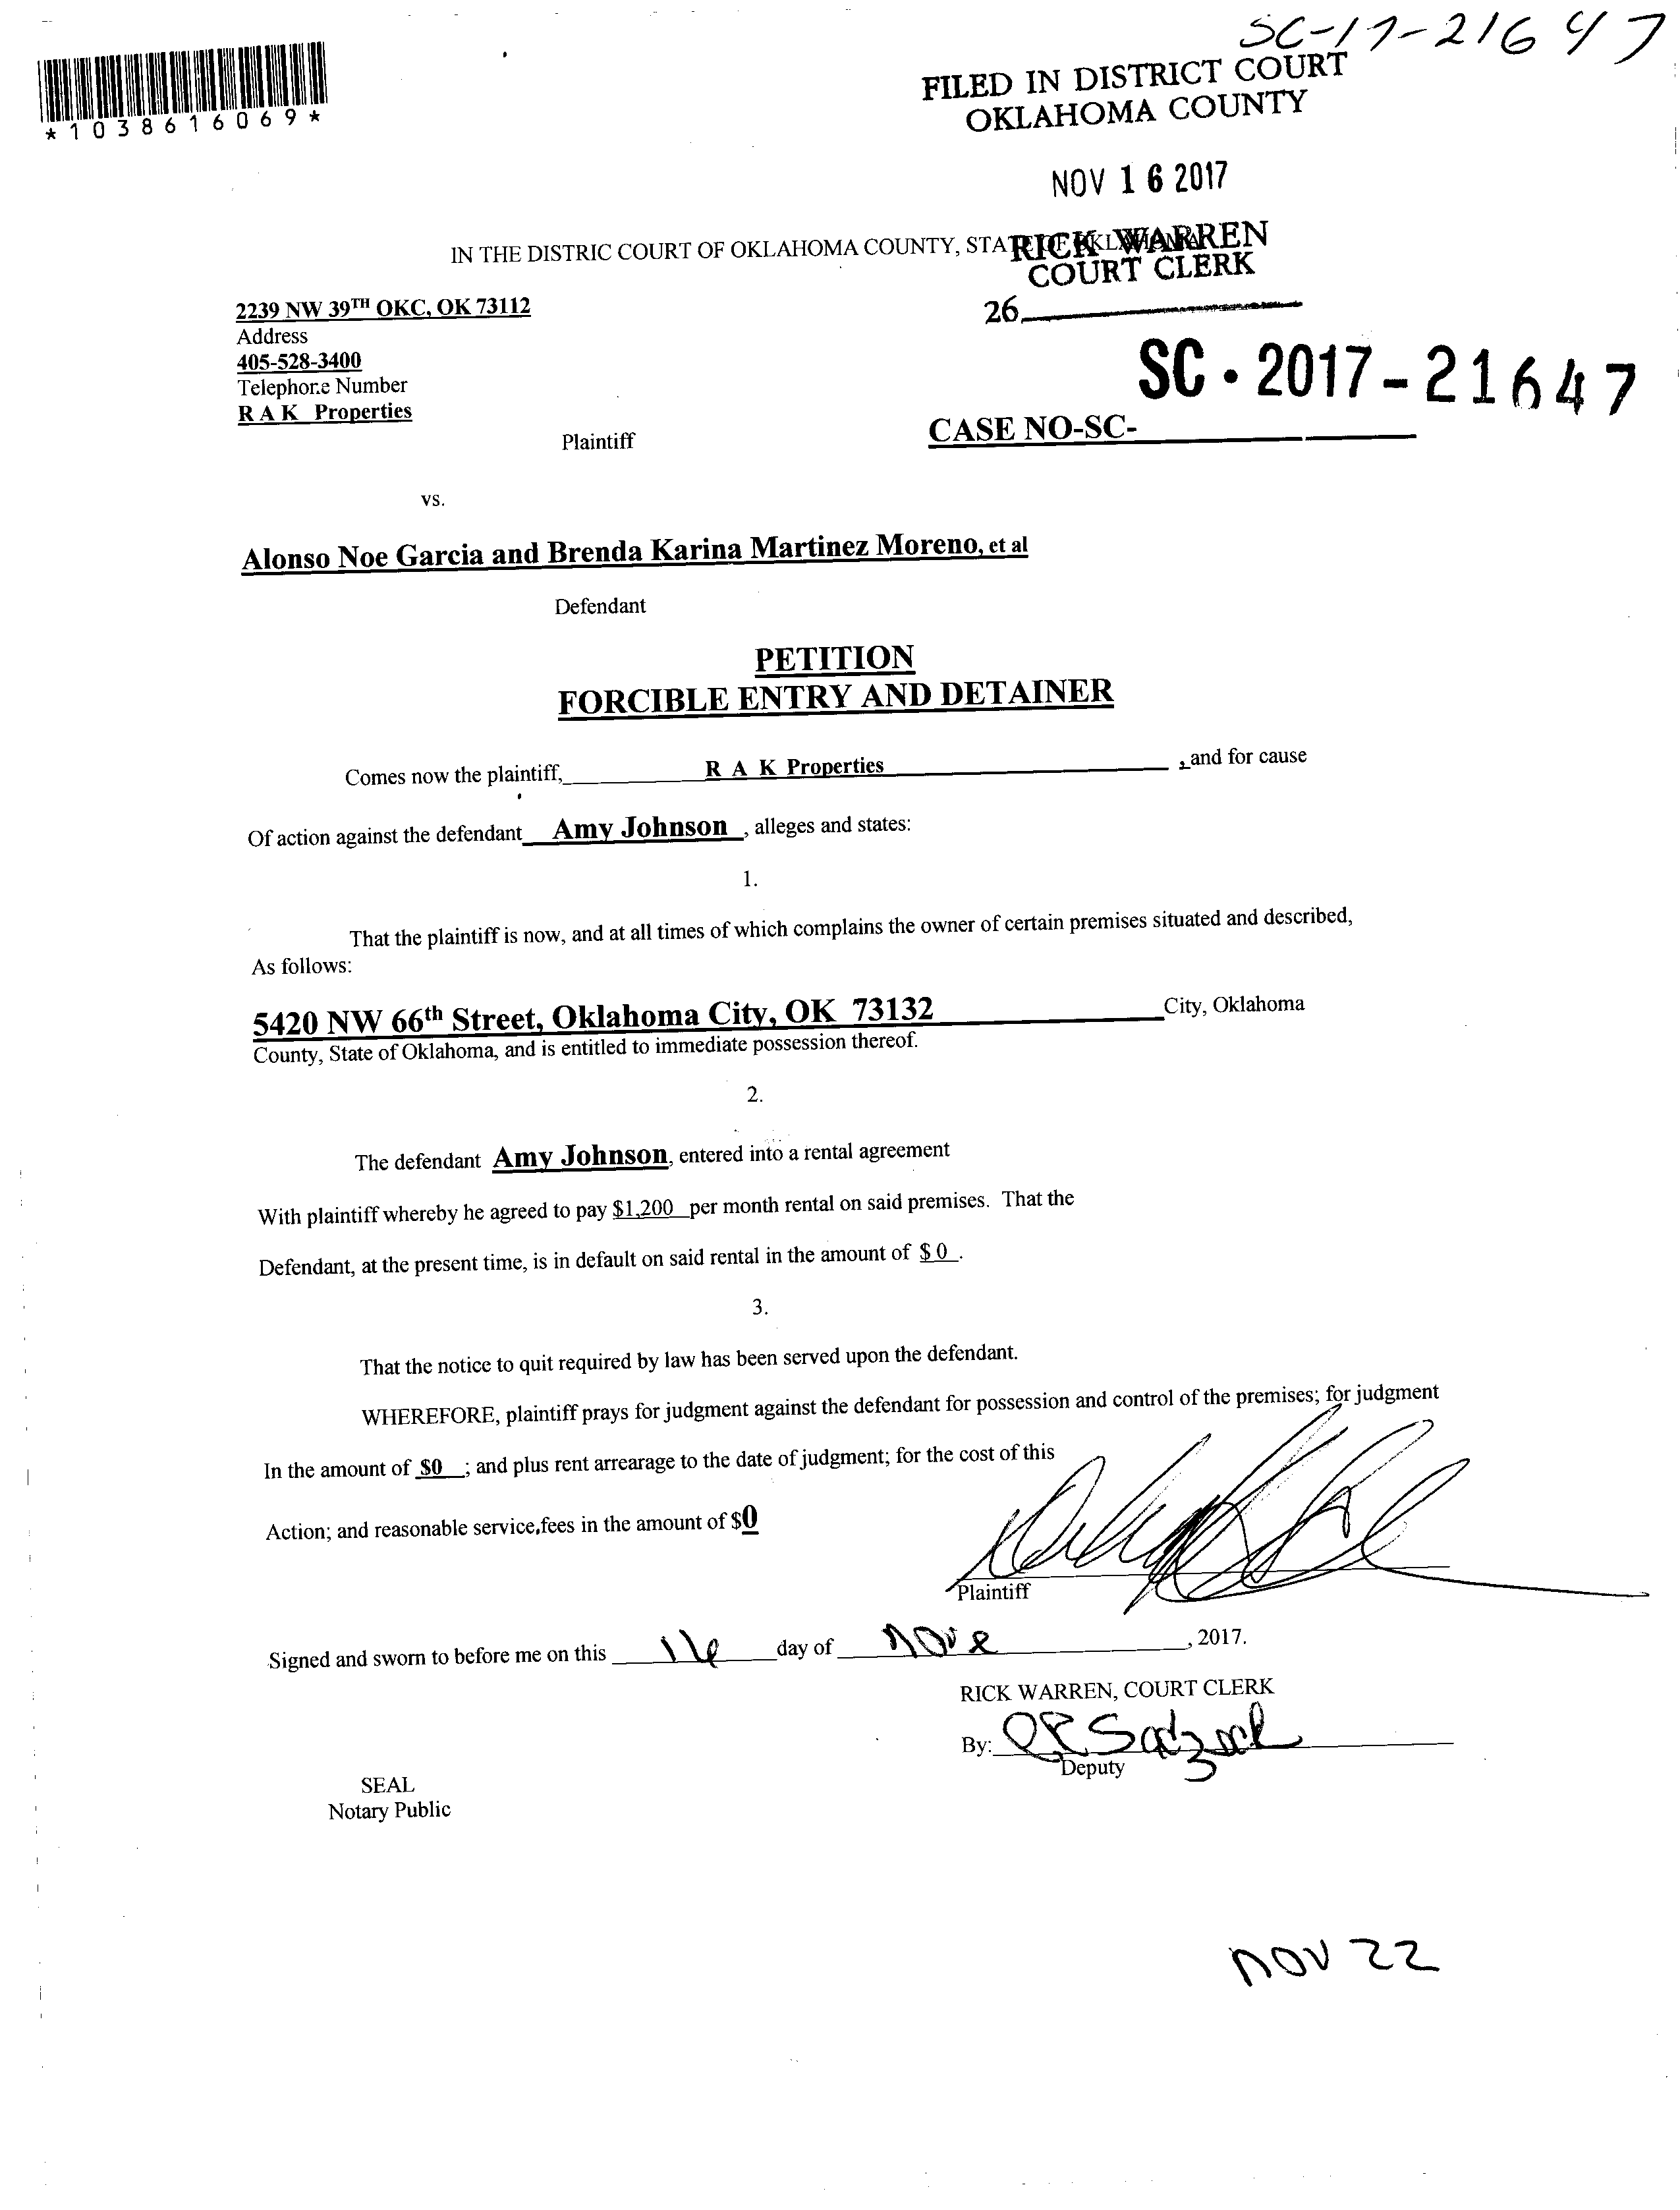 SC-17-21647
*1038616069*
FILED IN DISTRICT COURT
OKLAHOMA COUNTY
NOV 16 2017
IN THE DISTRIC COURT OF OKLAHOMA COUNTY, STATE OF OKLAHOMA
RICK WARREN
COURT CLERK
26
2239 NW 39TH OKC, OK 73112
Address
405-528-3400
Telephone Number
R A K Properties
Plaintiff
SC - 2017 - 21647
CASE NO-SC-
vs.
Alonso Noe Garcia and Brenda Karina Martinez Moreno, et al
Defendant
PETITION
FORCIBLE ENTRY AND DETAINER
Comes now the plaintiff, R A K Properties , and for cause
Of action against the defendant Amy Johnson , alleges and states:
1.
That the plaintiff is now, and at all times of which complains the owner of certain premises situated and described,
As follows:
5420 NW 66th Street, Oklahoma City, OK 73132 City, Oklahoma
County, State of Oklahoma, and is entitled to immediate possession thereof.
2.
The defendant Amy Johnson, entered into a rental agreement
With plaintiff whereby he agreed to pay $1,200 per month rental on said premises. That the
Defendant, at the present time, is in default on said rental in the amount of $ 0 .
3.
That the notice to quit required by law has been served upon the defendant.
WHEREFORE, plaintiff prays for judgment against the defendant for possession and control of the premises; for judgment
In the amount of $0 ; and plus rent arrearage to the date of judgment; for the cost of this
Action; and reasonable service,fees in the amount of $0
Plaintiff
Signed and sworn to before me on this 16 day of Nove , 2017.
RICK WARREN, COURT CLERK
By:
Deputy
SEAL
Notary Public
NOV 22